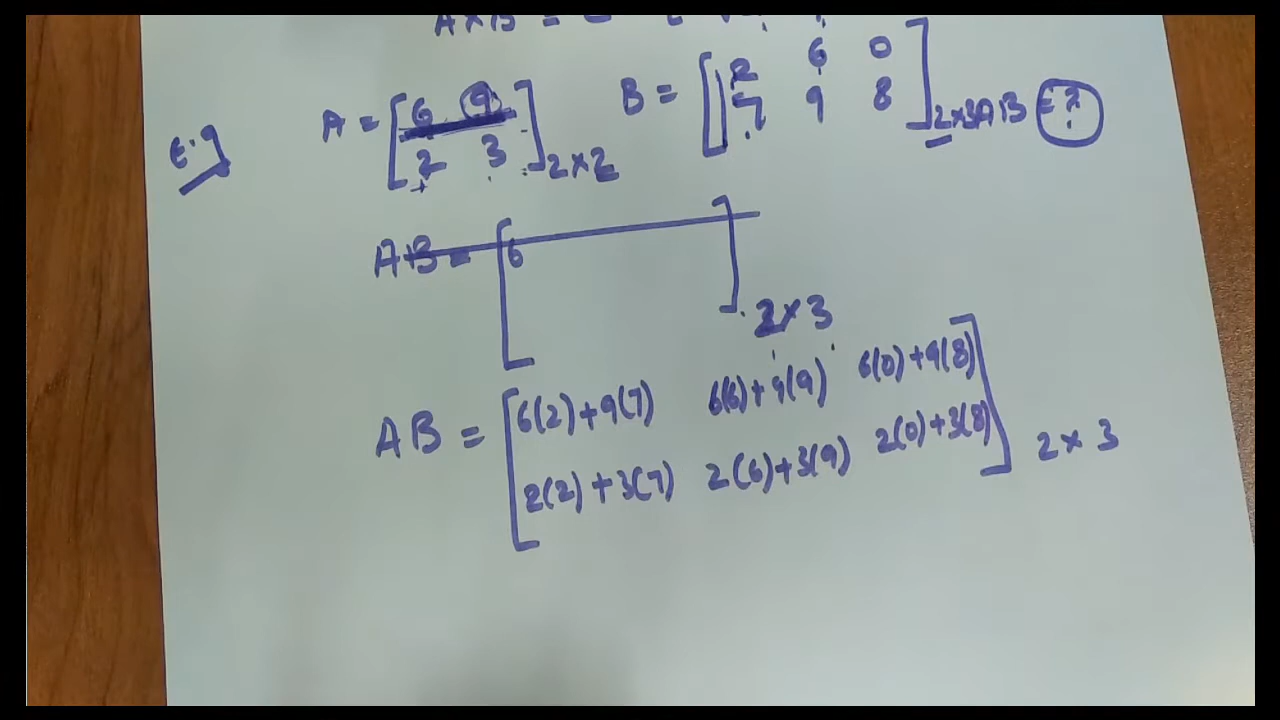 A×B =
E.g A = [6 9 B = [2 6 0
2 3]2×2 7 9 8]2×3 AB = ?
AB = [6 ]2×3
AB = [6(2)+9(7) 6(6)+9(9) 6(0)+9(8)
2(2)+3(7) 2(6)+3(9) 2(0)+3(8)]2×3